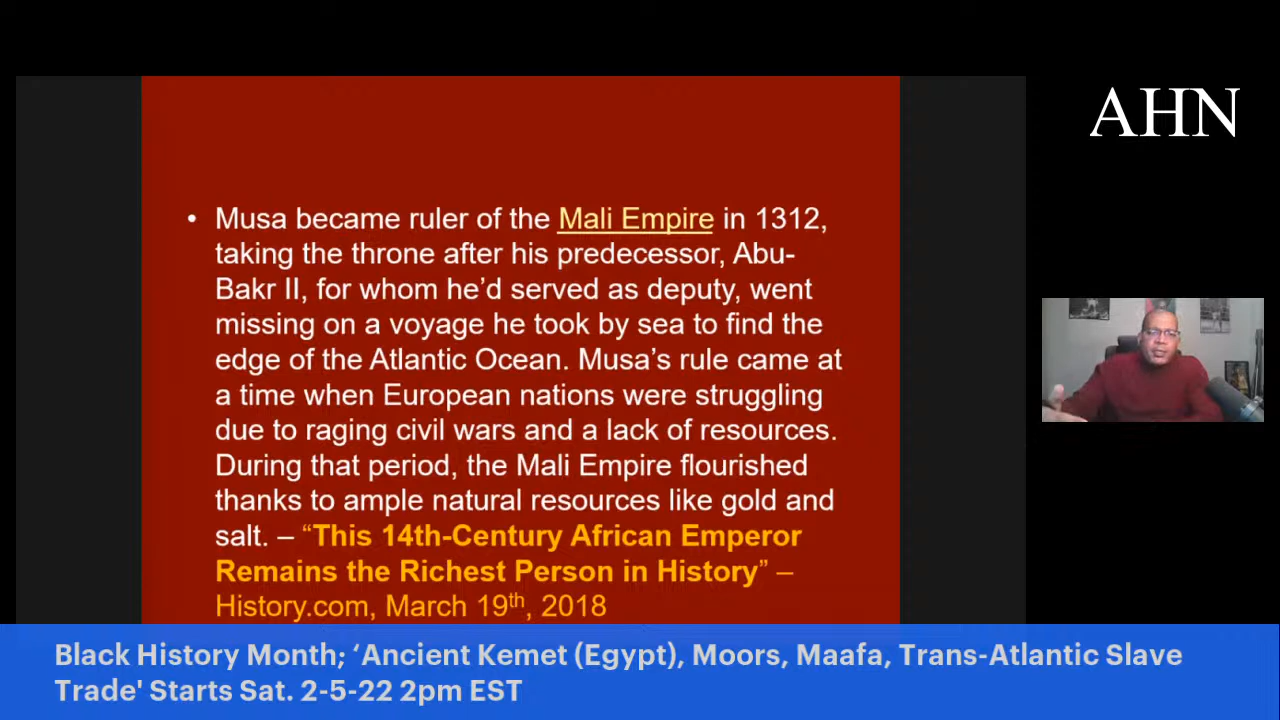 AHN
• Musa became ruler of the Mali Empire in 1312,
taking the throne after his predecessor, Abu-
Bakr II, for whom he’d served as deputy, went
missing on a voyage he took by sea to find the
edge of the Atlantic Ocean. Musa’s rule came at
a time when European nations were struggling
due to raging civil wars and a lack of resources.
During that period, the Mali Empire flourished
thanks to ample natural resources like gold and
salt. – “This 14th-Century African Emperor
Remains the Richest Person in History” –
History.com, March 19th, 2018
Black History Month; ‘Ancient Kemet (Egypt), Moors, Maafa, Trans-Atlantic Slave
Trade' Starts Sat. 2-5-22 2pm EST